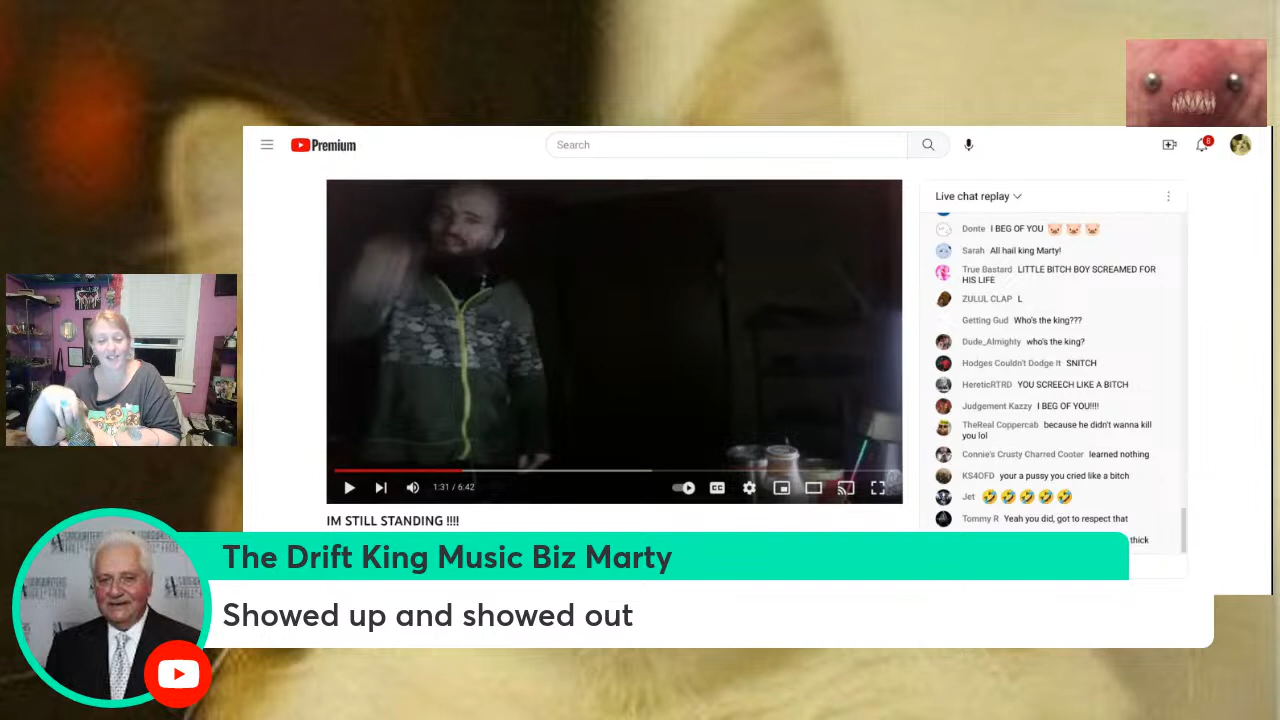 Premium
Search
6
Live chat replay
Donte I BEG OF YOU
Sarah All hail king Marty!
True Bastard LITTLE BITCH BOY SCREAMED FOR
HIS LIFE
ZULUL CLAP L
Getting Gud Who's the king???
Dude_Almighty who's the king?
Hodges Couldn't Dodge It SNITCH
HereticRTRD YOU SCREECH LIKE A BITCH
Judgement Kazzy I BEG OF YOU!!!!
TheReal Coppercab because he didn't wanna kill
you lol
Connie's Crusty Charred Cooter learned nothing
KS4OFD your a pussy you cried like a bitch
Jet
Tommy R Yeah you did, got to respect that
thick
1:31 / 6:42
CC
IM STILL STANDING !!!!
The Drift King Music Biz Marty
Showed up and showed out